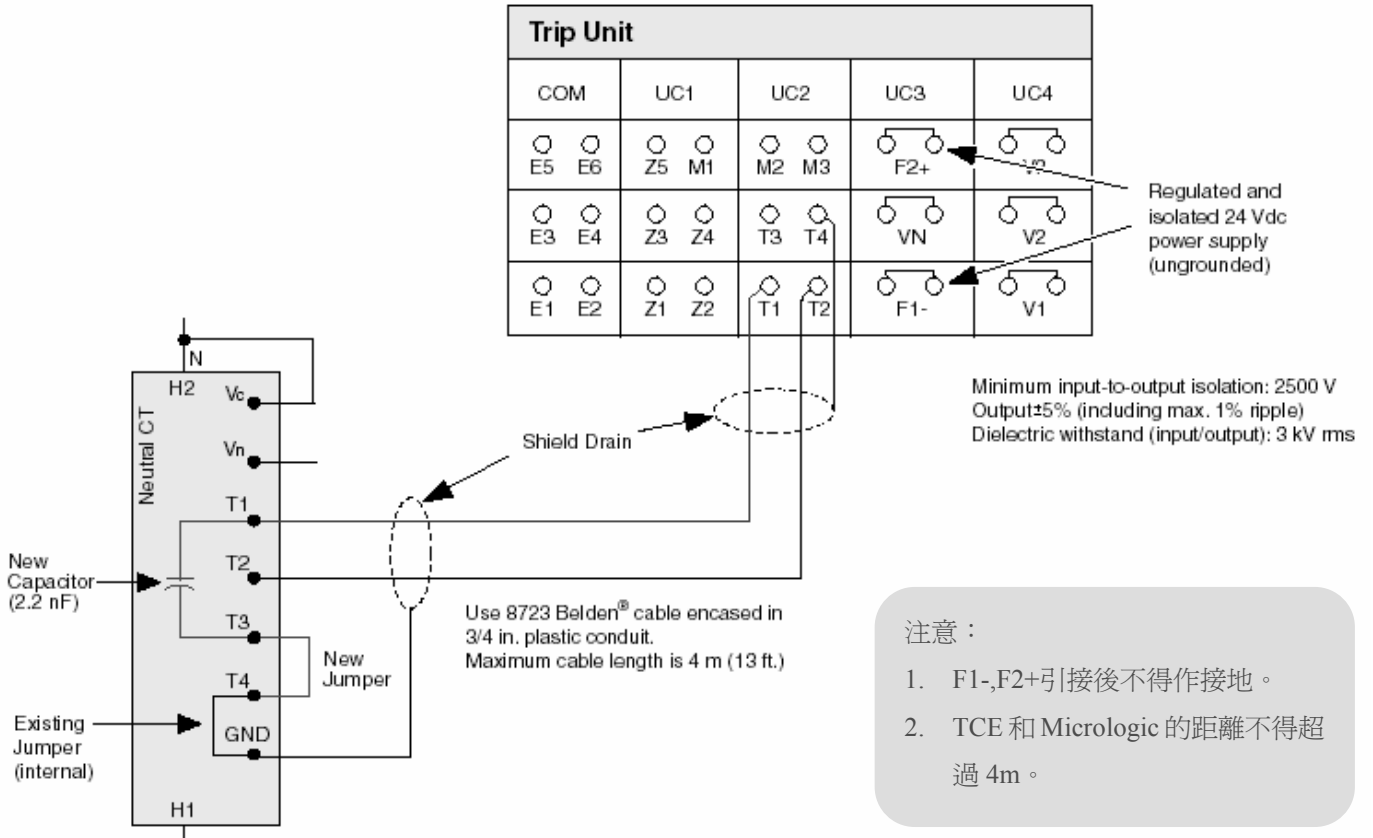 Trip Unit
COM UC1 UC2 UC3 UC4
E5 E6 Z5 M1 M2 M3 F2+
E3 E4 Z3 Z4 T3 T4 VN V2
E1 E2 Z1 Z2 T1 T2 F1- V1
Regulated and
isolated 24 Vdc
power supply
(ungrounded)
Minimum input-to-output isolation: 2500 V
Output±5% (including max. 1% ripple)
Dielectric withstand (input/output): 3 kV rms
N
H2
Vc
Neutral CT
Vn
T1
T2
T3
T4
GND
H1
Shield Drain
New
Capacitor
(2.2 nF)
New
Jumper
Existing
Jumper
(internal)
Use 8723 Belden® cable encased in
3/4 in. plastic conduit.
Maximum cable length is 4 m (13 ft.)
注意：
1. F1-,F2+引接後不得作接地。
2. TCE 和 Micrologic 的距離不得超
過 4m。